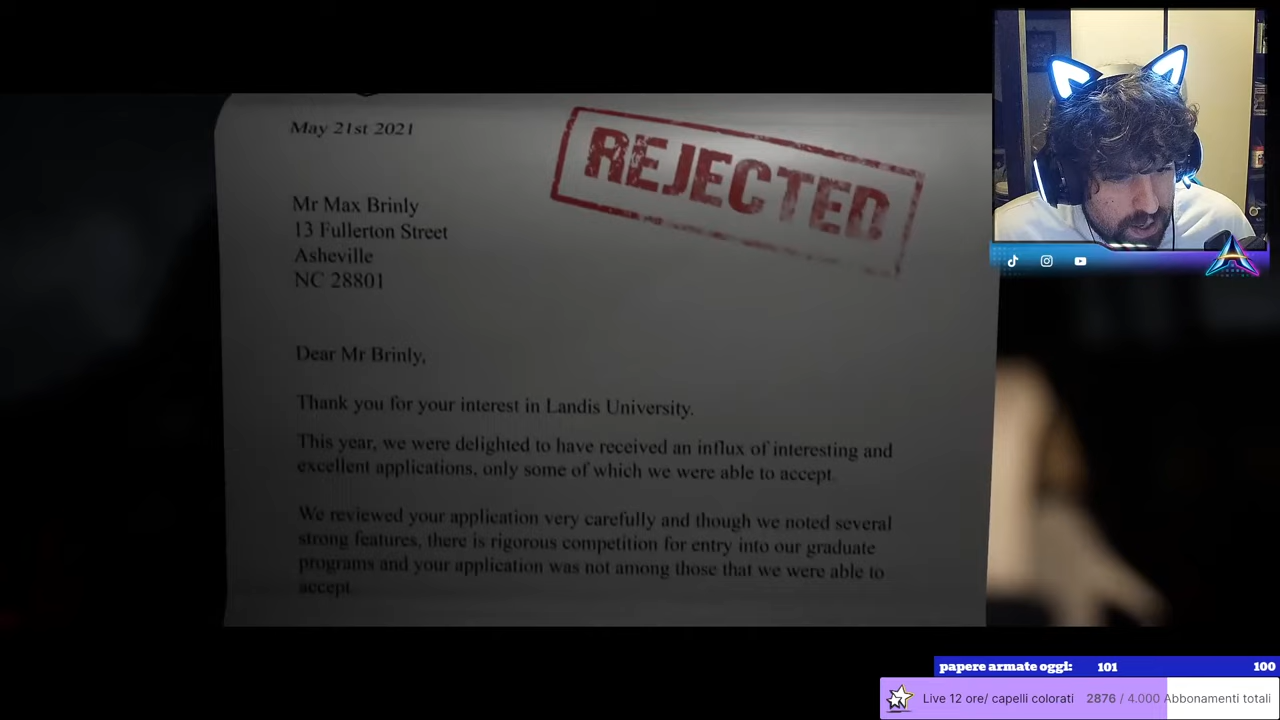 May 21st 2021
REJECTED
Mr Max Brinly
13 Fullerton Street
Asheville
NC 28801
Dear Mr Brinly,
Thank you for your interest in Landis University.
This year, we were delighted to have received an influx of interesting and
excellent applications, only some of which we were able to accept.
We reviewed your application very carefully and though we noted several
strong features, there is rigorous competition for entry into our graduate
programs and your application was not among those that we were able to
accept.
papere armate oggi: 101 100
Live 12 ore/ capelli colorati 2876 / 4.000 Abbonamenti totali